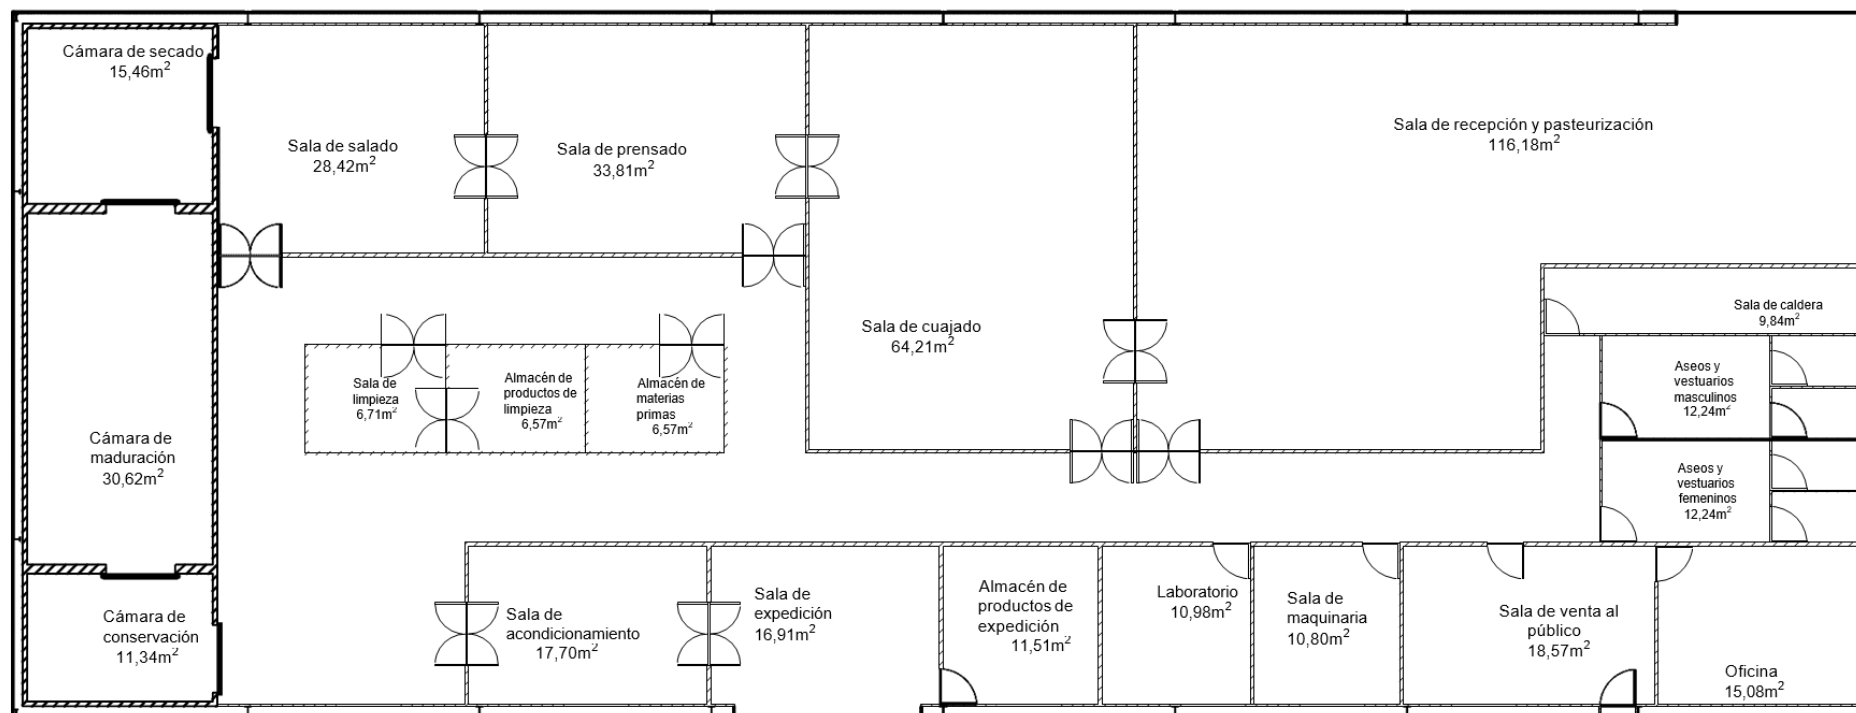 Cámara de secado
15,46m²
Sala de salado
28,42m²
Sala de prensado
33,81m²
Sala de recepción y pasteurización
116,18m²
Sala de cuajado
64,21m²
Sala de caldera
9,84m²
Sala de
limpieza
6,71m²
Almacén de
productos de
limpieza
6,57m²
Almacén de
materias
primas
6,57m²
Aseos y
vestuarios
masculinos
12,24m²
Cámara de
maduración
30,62m²
Aseos y
vestuarios
femeninos
12,24m²
Cámara de
conservación
11,34m²
Sala de
acondicionamiento
17,70m²
Sala de
expedición
16,91m²
Almacén de
productos de
expedición
11,51m²
Laboratorio
10,98m²
Sala de
maquinaria
10,80m²
Sala de venta al
público
18,57m²
Oficina
15,08m²